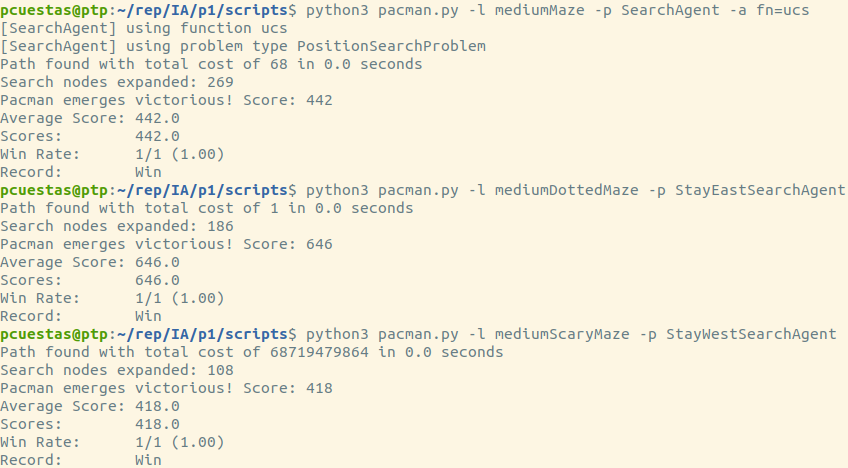 pcuestas@ptp:~/rep/IA/p1/scripts$ python3 pacman.py -l mediumMaze -p SearchAgent -a fn=ucs
[SearchAgent] using function ucs
[SearchAgent] using problem type PositionSearchProblem
Path found with total cost of 68 in 0.0 seconds
Search nodes expanded: 269
Pacman emerges victorious! Score: 442
Average Score: 442.0
Scores:        442.0
Win Rate:      1/1 (1.00)
Record:        Win
pcuestas@ptp:~/rep/IA/p1/scripts$ python3 pacman.py -l mediumDottedMaze -p StayEastSearchAgent
Path found with total cost of 1 in 0.0 seconds
Search nodes expanded: 186
Pacman emerges victorious! Score: 646
Average Score: 646.0
Scores:        646.0
Win Rate:      1/1 (1.00)
Record:        Win
pcuestas@ptp:~/rep/IA/p1/scripts$ python3 pacman.py -l mediumScaryMaze -p StayWestSearchAgent
Path found with total cost of 68719479864 in 0.0 seconds
Search nodes expanded: 108
Pacman emerges victorious! Score: 418
Average Score: 418.0
Scores:        418.0
Win Rate:      1/1 (1.00)
Record:        Win